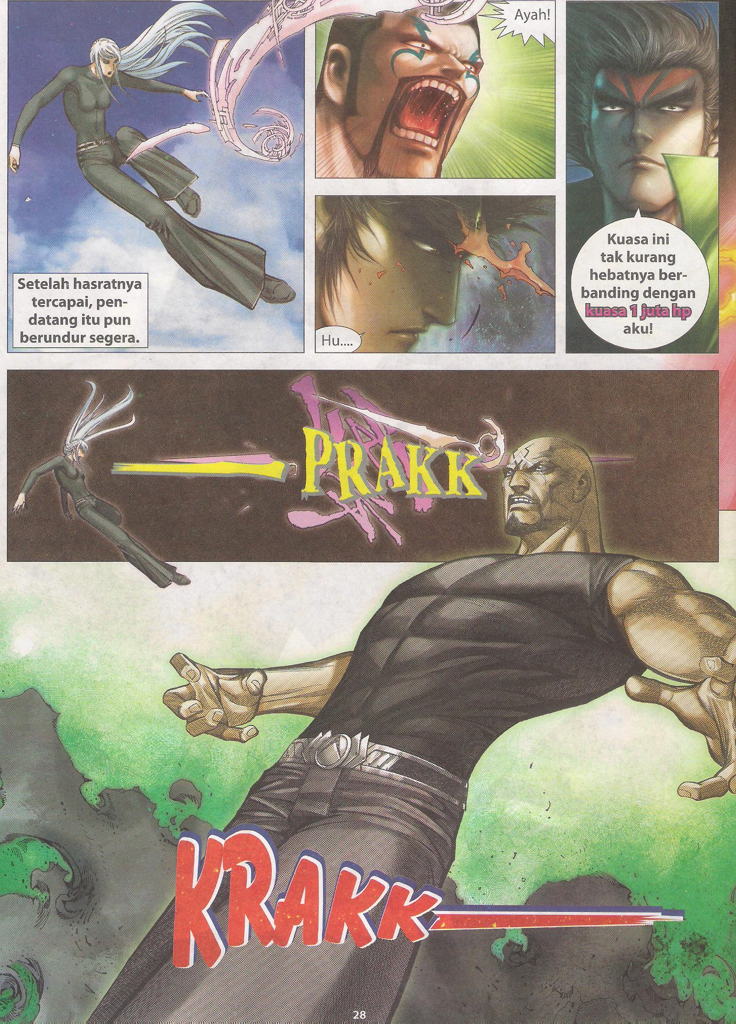 Setelah hasratnya
tercapai, pen-
datang itu pun
berundur segera.
Ayah!
Hu....
Kuasa ini
tak kurang
hebatnya ber-
banding dengan
kuasa 1 juta hp
aku!
PRAKK
KRAKK
28